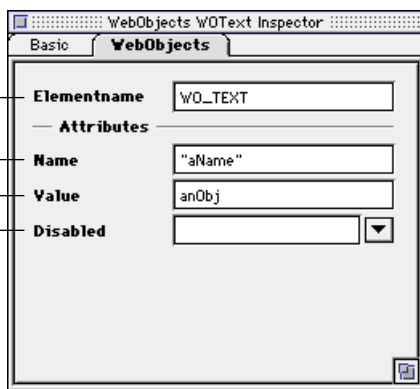 WebObjects WOText Inspector
Basic WebObjects
Elementname WO_TEXT
Attributes
Name "aName"
Value anObj
Disabled